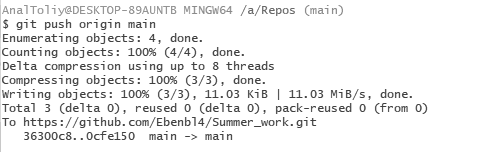 AnalToliy@DESKTOP-89AUNTB MINGW64 /a/Repos (main)
$ git push origin main
Enumerating objects: 4, done.
Counting objects: 100% (4/4), done.
Delta compression using up to 8 threads
Compressing objects: 100% (3/3), done.
Writing objects: 100% (3/3), 11.03 KiB | 11.03 MiB/s, done.
Total 3 (delta 0), reused 0 (delta 0), pack-reused 0 (from 0)
To https://github.com/Ebenbl4/Summer_work.git
   36300c8..0cfe150  main -> main